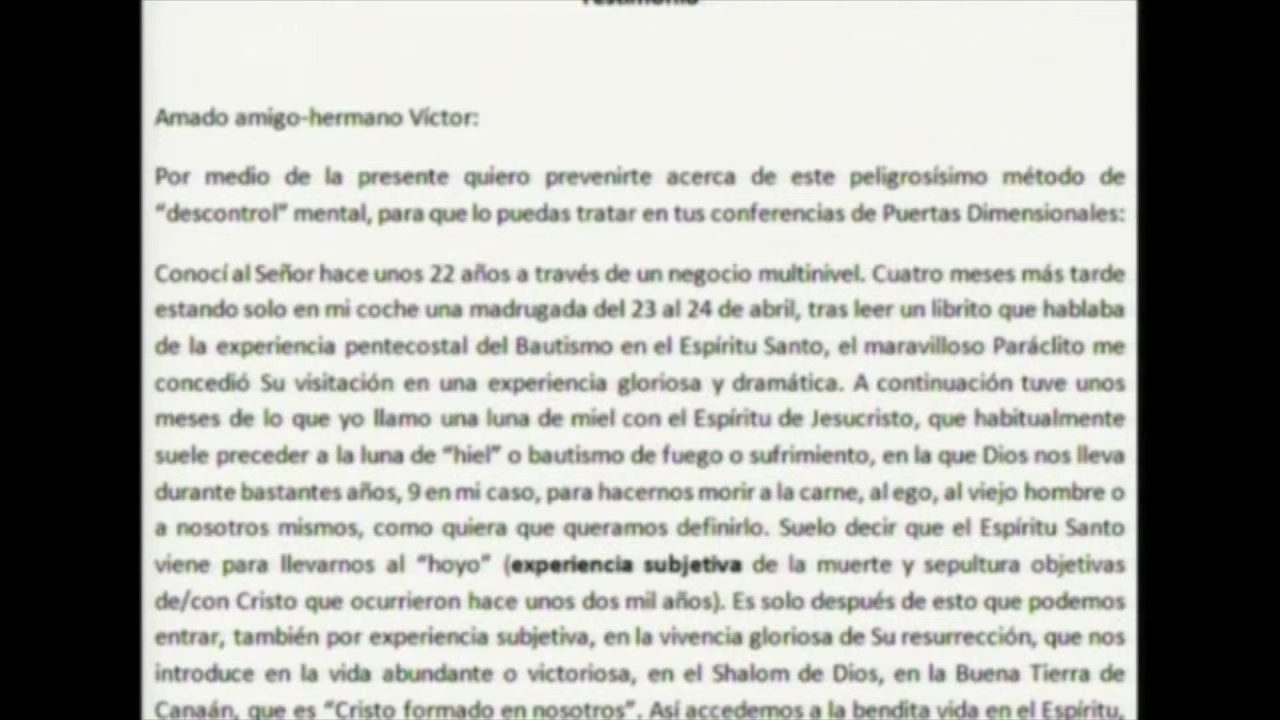 Testimonio
Amado amigo-hermano Víctor:
Por medio de la presente quiero prevenirte acerca de este peligrosísimo método de
“descontrol” mental, para que lo puedas tratar en tus conferencias de Puertas Dimensionales:
Conocí al Señor hace unos 22 años a través de un negocio multinivel. Cuatro meses más tarde
estando solo en mi coche una madrugada del 23 al 24 de abril, tras leer un librito que hablaba
de la experiencia pentecostal del Bautismo en el Espíritu Santo, el maravilloso Paráclito me
concedió Su visitación en una experiencia gloriosa y dramática. A continuación tuve unos
meses de lo que yo llamo una luna de miel con el Espíritu de Jesucristo, que habitualmente
suele preceder a la luna de “hiel” o bautismo de fuego o sufrimiento, en la que Dios nos lleva
durante bastantes años, 9 en mi caso, para hacernos morir a la carne, al ego, al viejo hombre o
a nosotros mismos, como quiera que queramos definirlo. Suelo decir que el Espíritu Santo
viene para llevarnos al “hoyo” (experiencia subjetiva de la muerte y sepultura objetivas
de/con Cristo que ocurrieron hace unos dos mil años). Es solo después de esto que podemos
entrar, también por experiencia subjetiva, en la vivencia gloriosa de Su resurrección, que nos
introduce en la vida abundante o victoriosa, en el Shalom de Dios, en la Buena Tierra de
Canaán, que es “Cristo formado en nosotros”. Así accedemos a la bendita vida en el Espíritu,